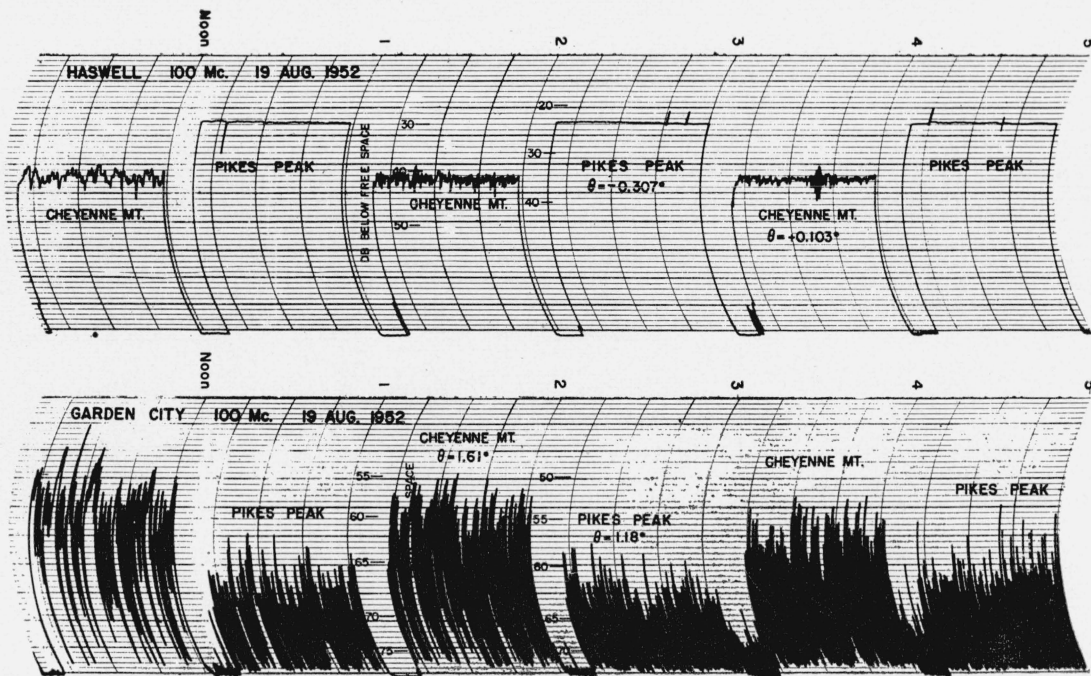 NOON 1 2 3 4 5
HASWELL 100 Mc. 19 AUG. 1952
20
30
30
PIKES PEAK
DB BELOW FREE SPACE
PIKES PEAK
θ=-0.307°
PIKES PEAK
CHEYENNE MT.
CHEYENNE MT.
40
CHEYENNE MT.
θ=+0.103°
50
NOON 1 2 3 4 5
GARDEN CITY 100 Mc. 19 AUG. 1952
CHEYENNE MT.
θ=1.61°
CHEYENNE MT.
55
SPACE
50
PIKES PEAK
PIKES PEAK
60
55
PIKES PEAK
θ=1.18°
65
60
70
65
75
70